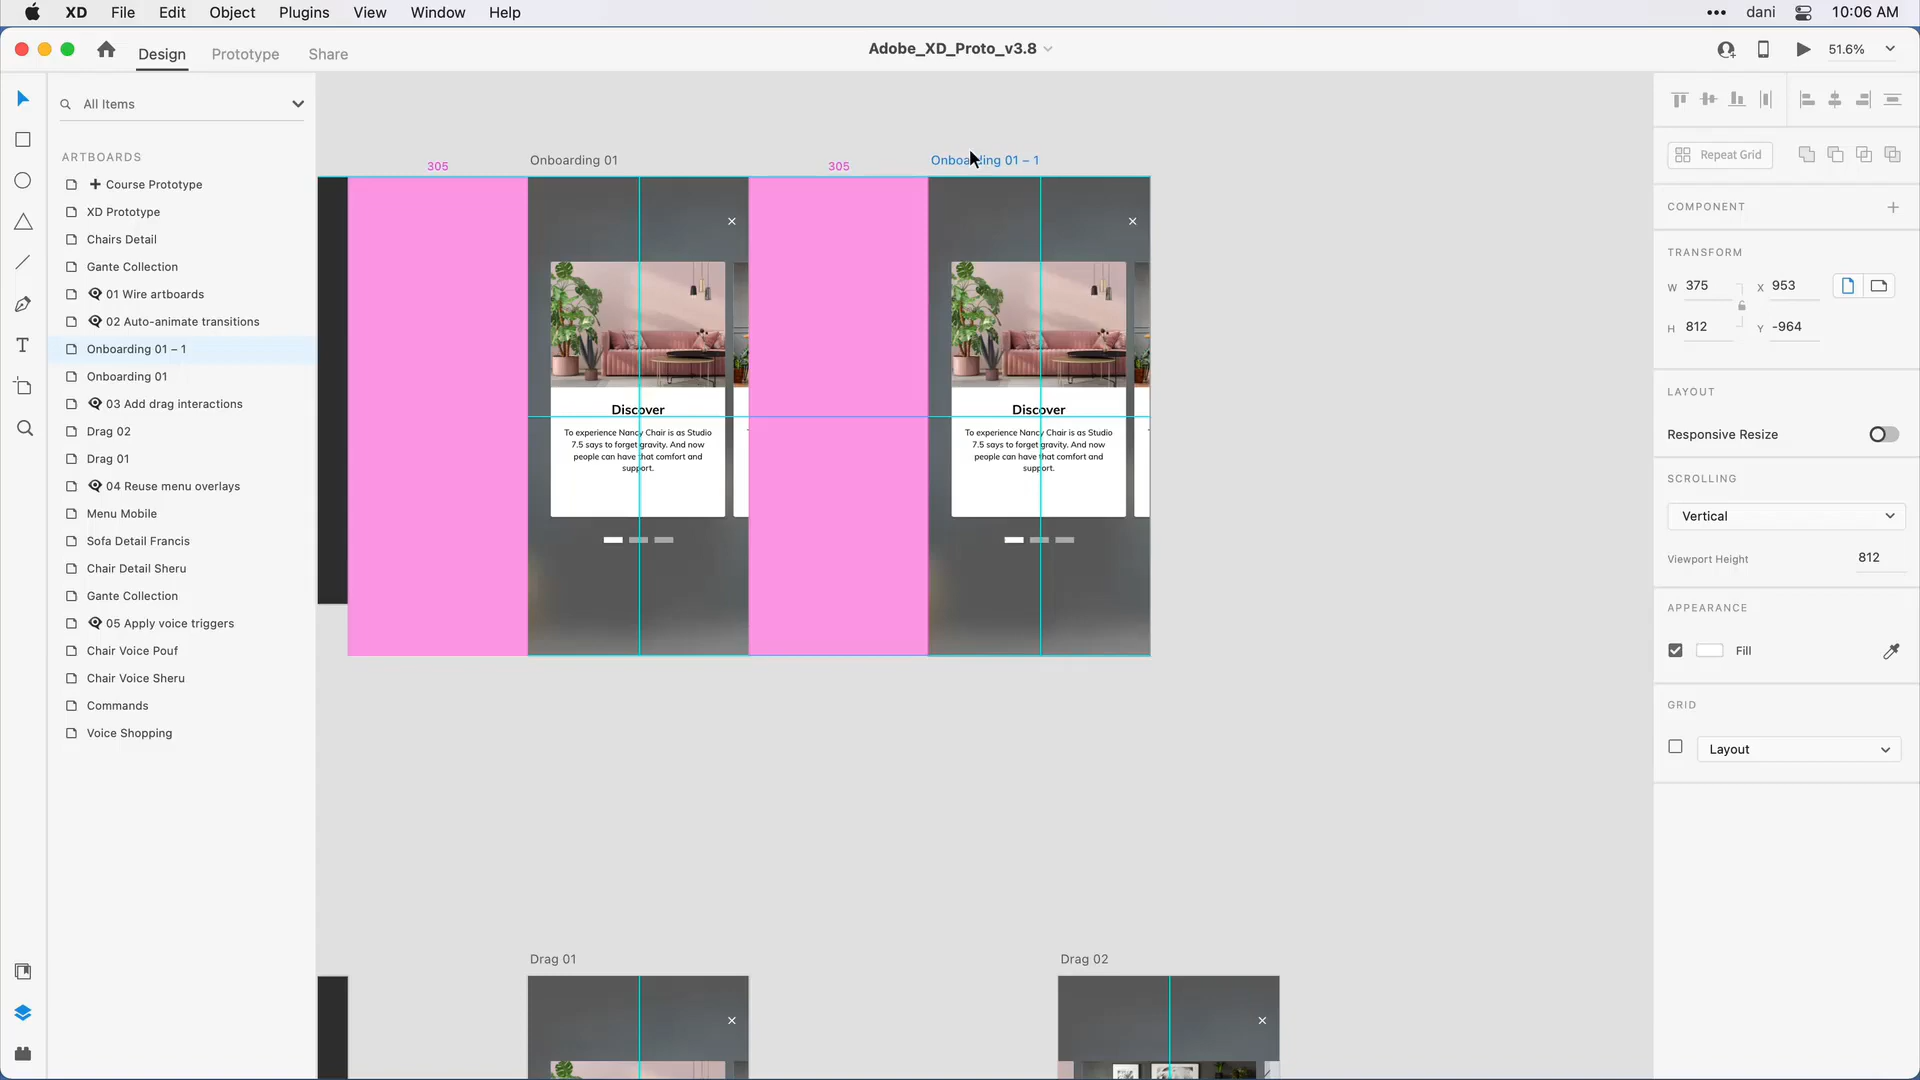 XD File Edit Object Plugins View Window Help
dani 10:06 AM
Design Prototype Share
Adobe_XD_Proto_v3.8
51.6%
All Items
ARTBOARDS
Course Prototype
XD Prototype
Chairs Detail
Gante Collection
01 Wire artboards
02 Auto-animate transitions
Onboarding 01 – 1
Onboarding 01
03 Add drag interactions
Drag 02
Drag 01
04 Reuse menu overlays
Menu Mobile
Sofa Detail Francis
Chair Detail Sheru
Gante Collection
05 Apply voice triggers
Chair Voice Pouf
Chair Voice Sheru
Commands
Voice Shopping
305
Onboarding 01
305
Onboarding 01 – 1
Discover
To experience Nancy Chair is as Studio
7.5 says to forget gravity. And now
people can have that comfort and
support.
Discover
To experience Nancy Chair is as Studio
7.5 says to forget gravity. And now
people can have that comfort and
support.
Drag 01
Drag 02
Repeat Grid
COMPONENT
TRANSFORM
W 375 X 953
H 812 Y -964
LAYOUT
Responsive Resize
SCROLLING
Vertical
Viewport Height 812
APPEARANCE
Fill
GRID
Layout